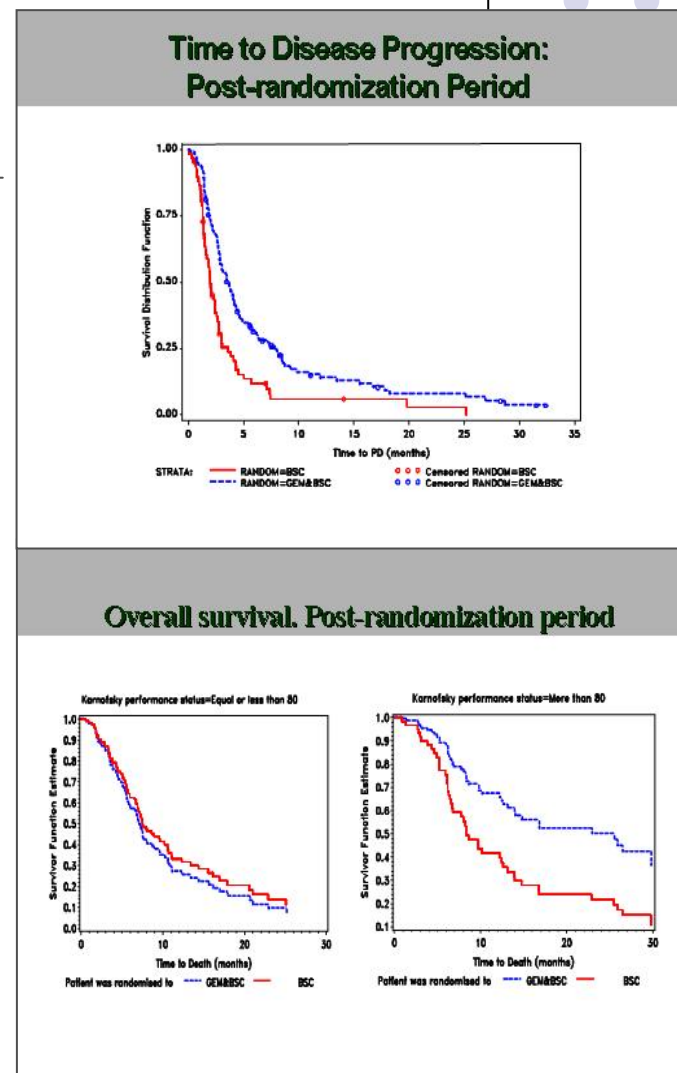 Time to Disease Progression:
Post-randomization Period
1.00
0.75
0.50
0.25
0.00
Survival Distribution Function
0 5 10 15 20 25 30 35
Time to PD (months)
STRATA: RANDOM=BSC Censored RANDOM=BSC
RANDOM=GEM&BSC Censored RANDOM=GEM&BSC
Overall survival. Post-randomization period
Karnofsky performance status=Equal or less than 80
1.0
0.9
0.8
0.7
0.6
0.5
0.4
0.3
0.2
0.1
0.0
Survivor Function Estimate
0 10 20 30
Time to Death (months)
Patient was randomised to GEM&BSC BSC
Karnofsky performance status=More than 80
1.0
0.9
0.8
0.7
0.6
0.5
0.4
0.3
0.2
0.1
Survivor Function Estimate
0 10 20 30
Time to Death (months)
Patient was randomised to GEM&BSC BSC